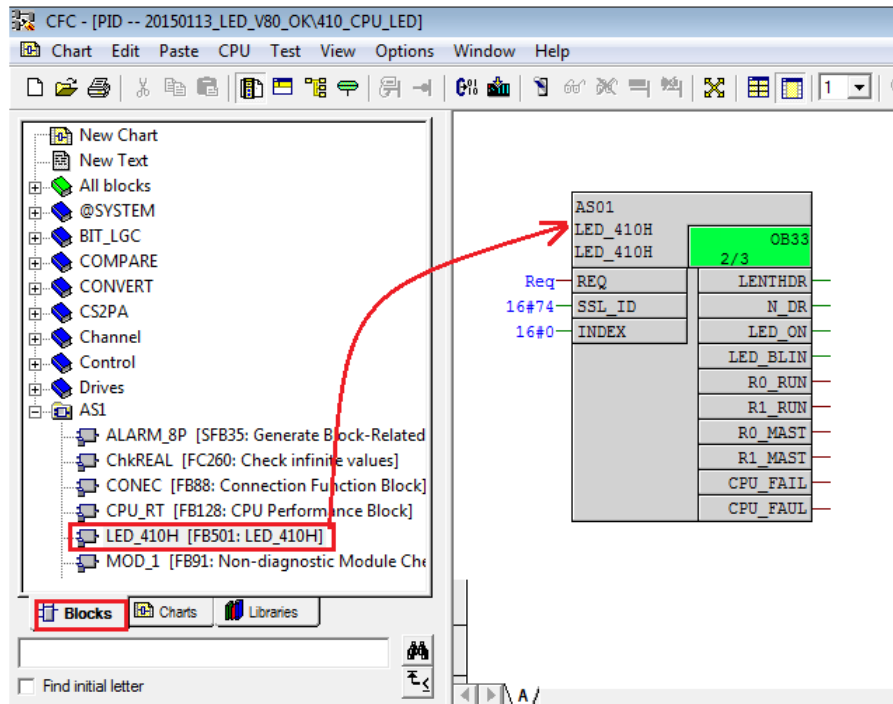 CFC - [PID -- 20150113_LED_V80_OK\410_CPU_LED]
Chart Edit Paste CPU Test View Options Window Help
1
New Chart
New Text
All blocks
@SYSTEM
BIT_LGC
COMPARE
CONVERT
CS2PA
Channel
Control
Drives
AS1
ALARM_8P [SFB35: Generate Block-Related
ChkREAL [FC260: Check infinite values]
CONEC [FB88: Connection Function Block]
CPU_RT [FB128: CPU Performance Block]
LED_410H [FB501: LED_410H]
MOD_1 [FB91: Non-diagnostic Module Che
Blocks Charts Libraries
Find initial letter
AS01
LED_410H
LED_410H
OB33
2/3
Req REQ LENTHDR
16#74 SSL_ID N_DR
16#0 INDEX LED_ON
LED_BLIN
R0_RUN
R1_RUN
R0_MAST
R1_MAST
CPU_FAIL
CPU_FAUL
A